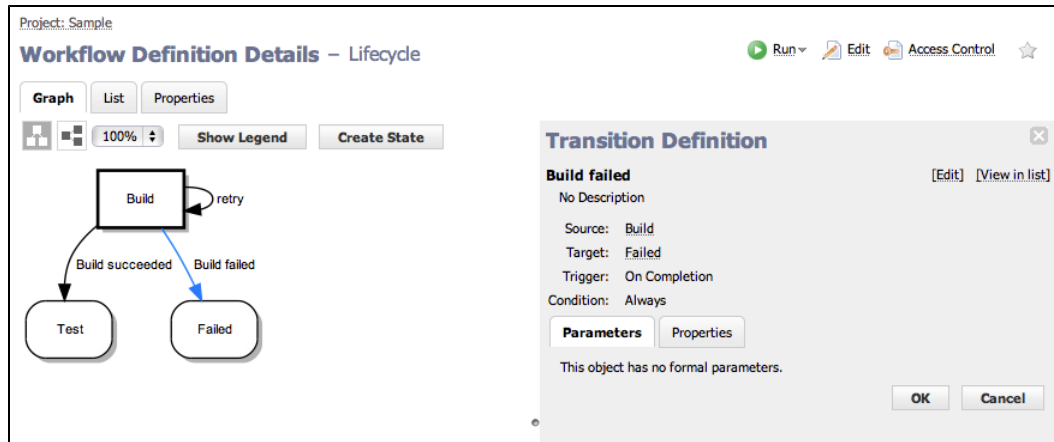 Project: Sample
Workflow Definition Details – Lifecycle
Run Edit Access Control
Graph List Properties
100% Show Legend Create State
Build
retry
Build succeeded Build failed
Test Failed
Transition Definition
Build failed [Edit] [View in list]
No Description
Source: Build
Target: Failed
Trigger: On Completion
Condition: Always
Parameters Properties
This object has no formal parameters.
OK Cancel